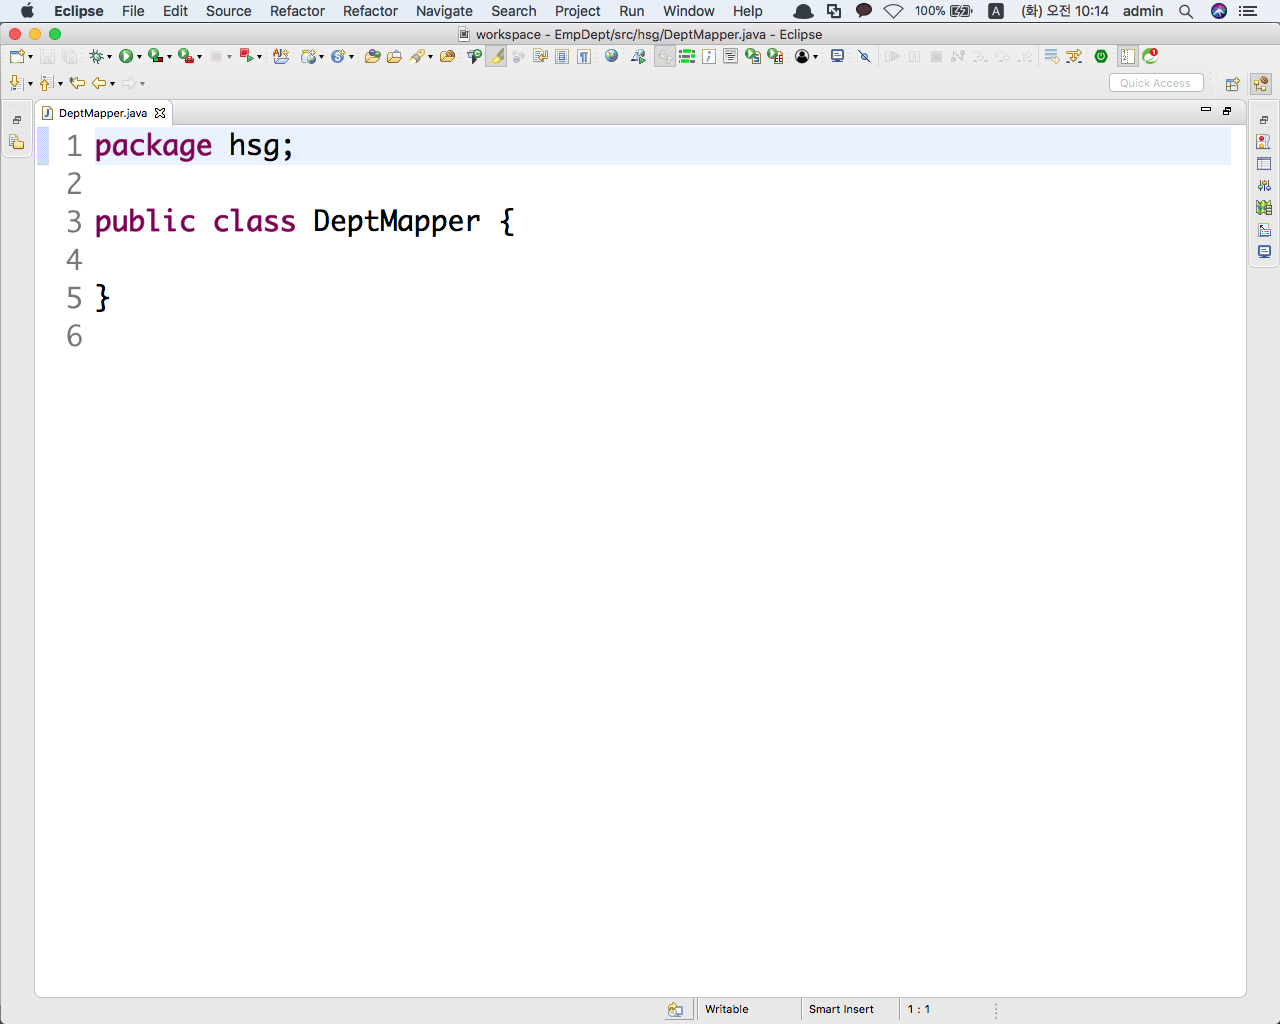 Eclipse File Edit Source Refactor Refactor Navigate Search Project Run Window Help 100% A (화) 오전 10:14 admin
workspace - EmpDept/src/hsg/DeptMapper.java - Eclipse
Quick Access
DeptMapper.java
1 package hsg;
2
3 public class DeptMapper {
4
5 }
6
Writable Smart Insert 1 : 1